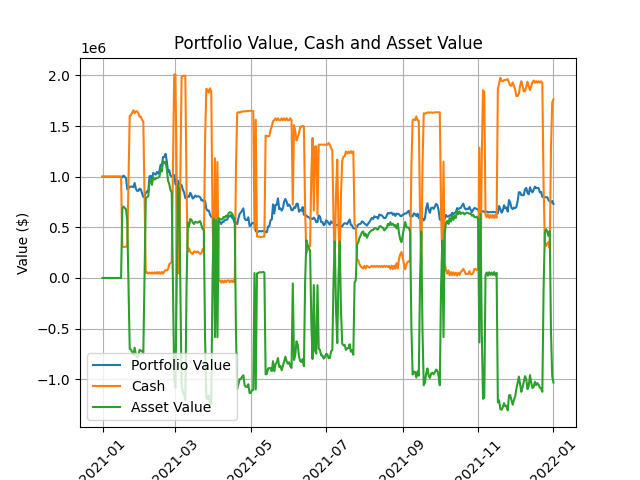 Portfolio Value, Cash and Asset Value
1e6
2.0
1.5
1.0
0.5
0.0
−0.5
−1.0
Value ($)
Portfolio Value
Cash
Asset Value
2021-01
2021-03
2021-05
2021-07
2021-09
2021-11
2022-01